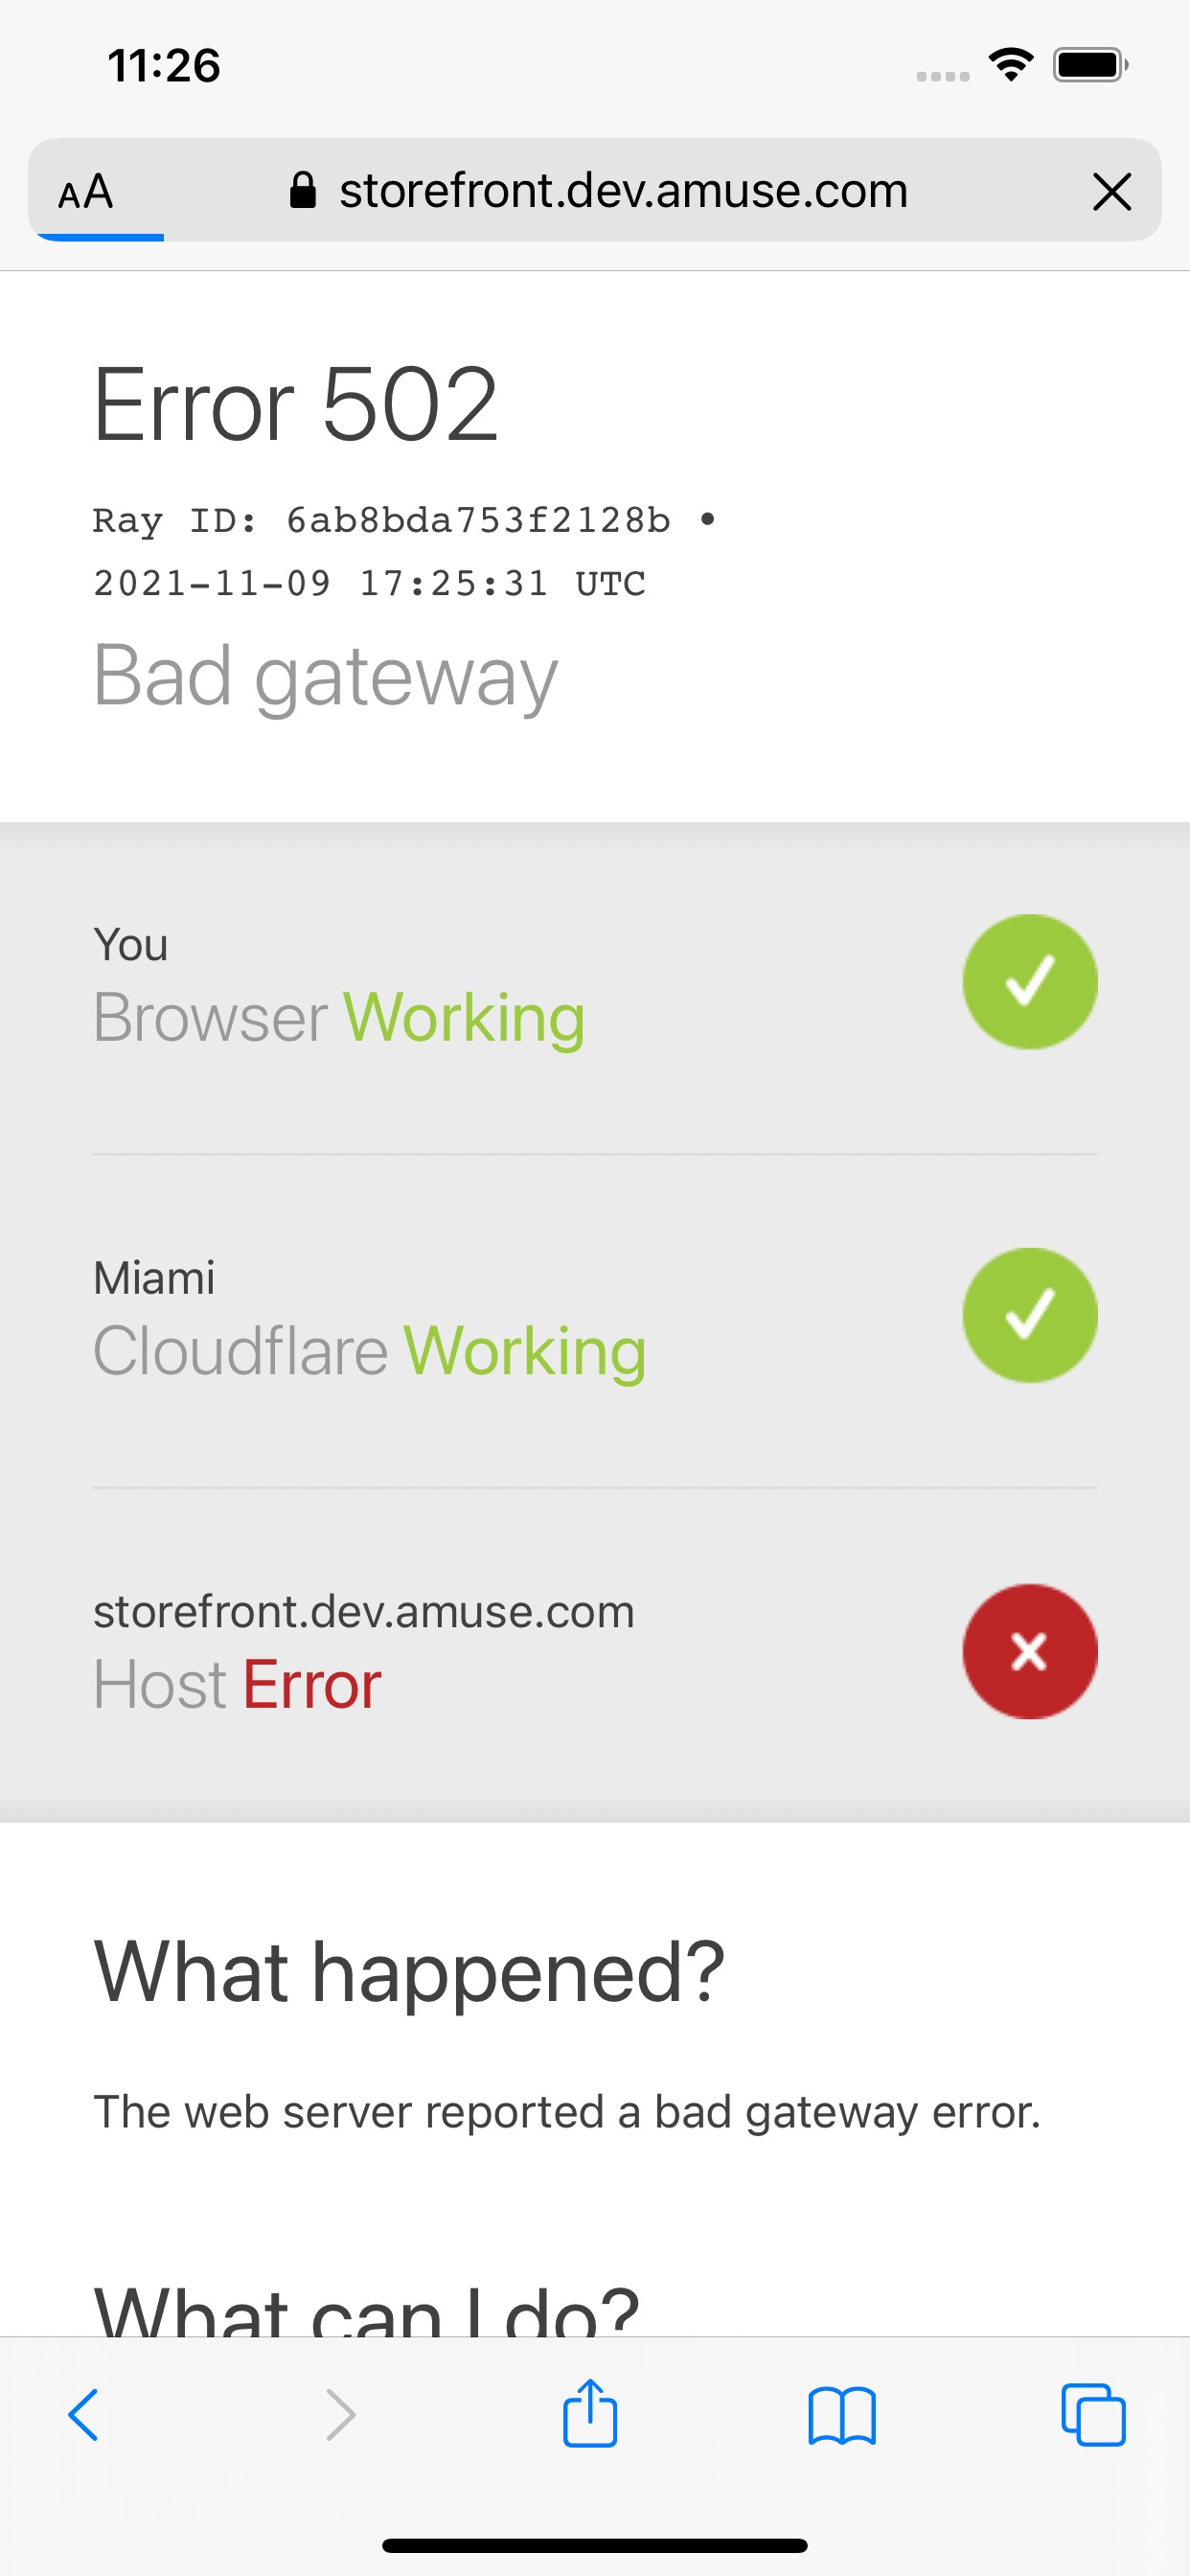 11:26
AA
storefront.dev.amuse.com
Error 502
Ray ID: 6ab8bda753f2128b •
2021-11-09 17:25:31 UTC
Bad gateway
You
Browser Working
Miami
Cloudflare Working
storefront.dev.amuse.com
Host Error
What happened?
The web server reported a bad gateway error.
What can I do?